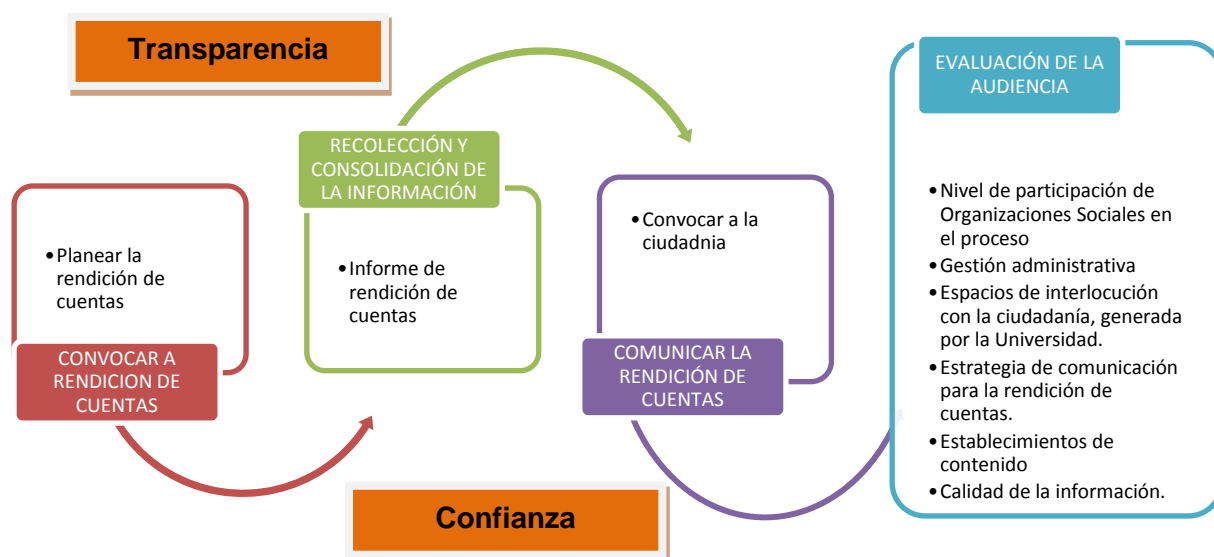 Transparencia
•Planear la
rendición de
cuentas
CONVOCAR A
RENDICION DE
CUENTAS
RECOLECCIÓN Y
CONSOLIDACIÓN DE
LA INFORMACIÓN
•Informe de
rendición de
cuentas
•Convocar a la
ciudadnia
COMUNICAR LA
RENDICIÓN DE
CUENTAS
EVALUACIÓN DE LA
AUDIENCIA
•Nivel de participación de
Organizaciones Sociales en
el proceso
•Gestión administrativa
•Espacios de interlocución
con la ciudadanía, generada
por la Universidad.
•Estrategia de comunicación
para la rendición de
cuentas.
•Establecimientos de
contenido
•Calidad de la información.
Confianza